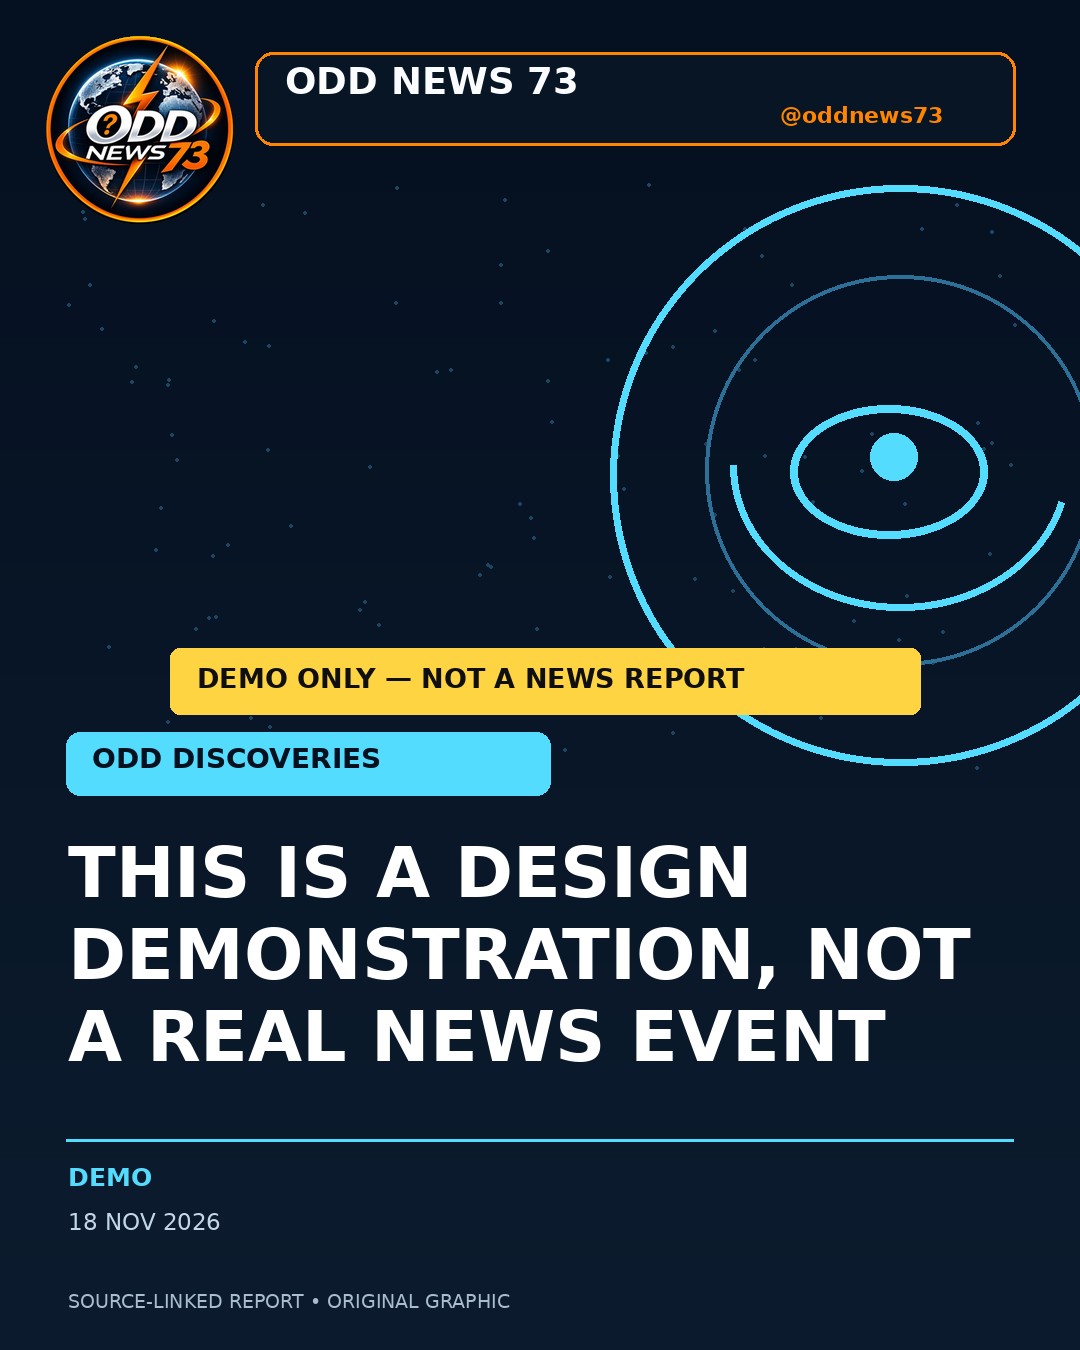 ODD
NEWS 73
ODD NEWS 73
@oddnews73
DEMO ONLY — NOT A NEWS REPORT
ODD DISCOVERIES
THIS IS A DESIGN
DEMONSTRATION, NOT
A REAL NEWS EVENT
DEMO
18 NOV 2026
SOURCE-LINKED REPORT • ORIGINAL GRAPHIC